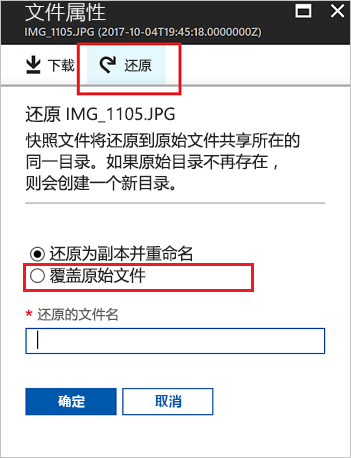 文件属性
IMG_1105.JPG (2017-10-04T19:45:18.0000000Z)
下载 还原
还原 IMG_1105.JPG
快照文件将还原到原始文件共享所在的
同一目录。如果原始目录不再存在，
则会创建一个新目录。
还原为副本并重命名
覆盖原始文件
* 还原的文件名
确定 取消